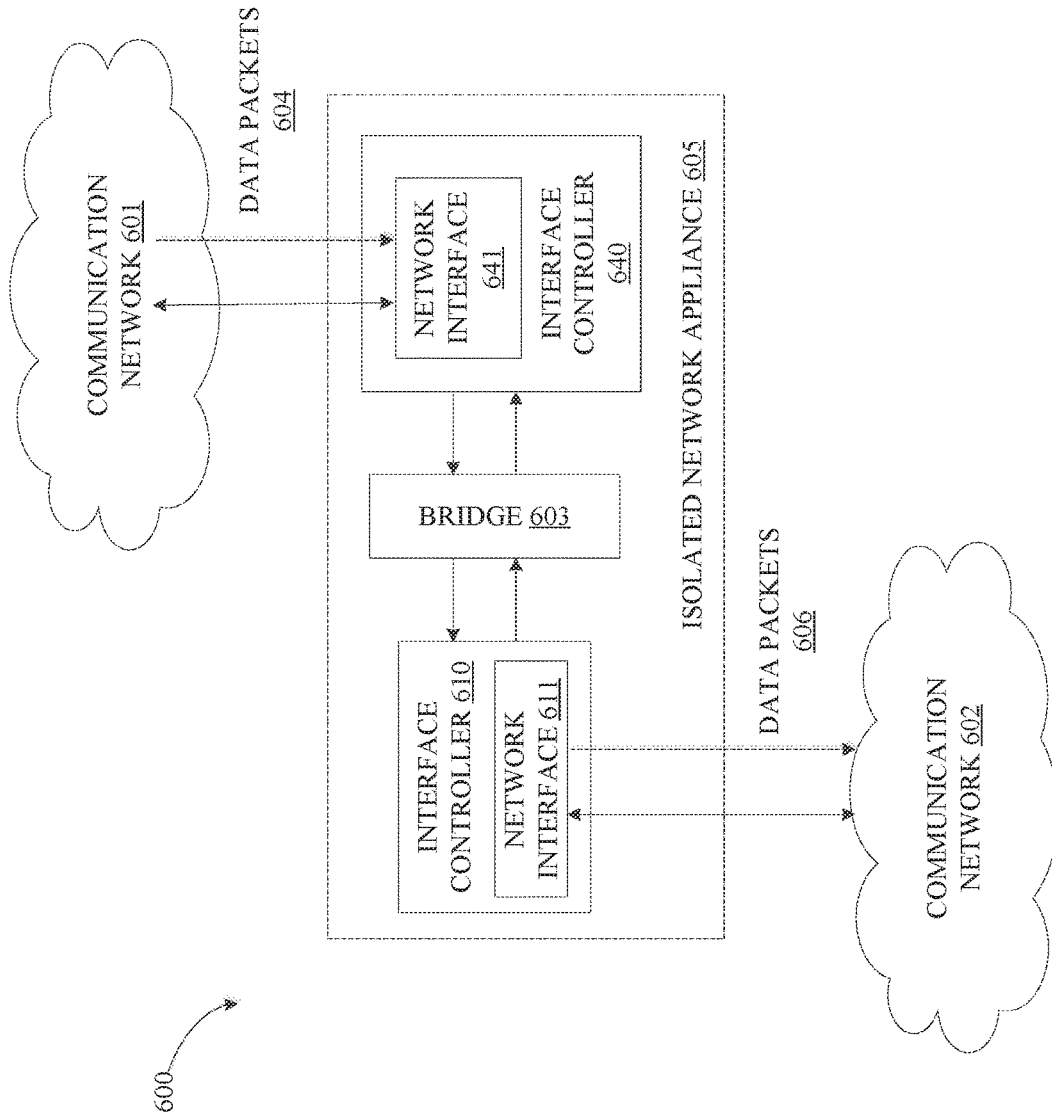 600
COMMUNICATION
NETWORK 601
DATA PACKETS
604
NETWORK
INTERFACE
641
INTERFACE
CONTROLLER
640
BRIDGE 603
INTERFACE
CONTROLLER 610
NETWORK
INTERFACE 611
ISOLATED NETWORK APPLIANCE 605
DATA PACKETS
606
COMMUNICATION
NETWORK 602